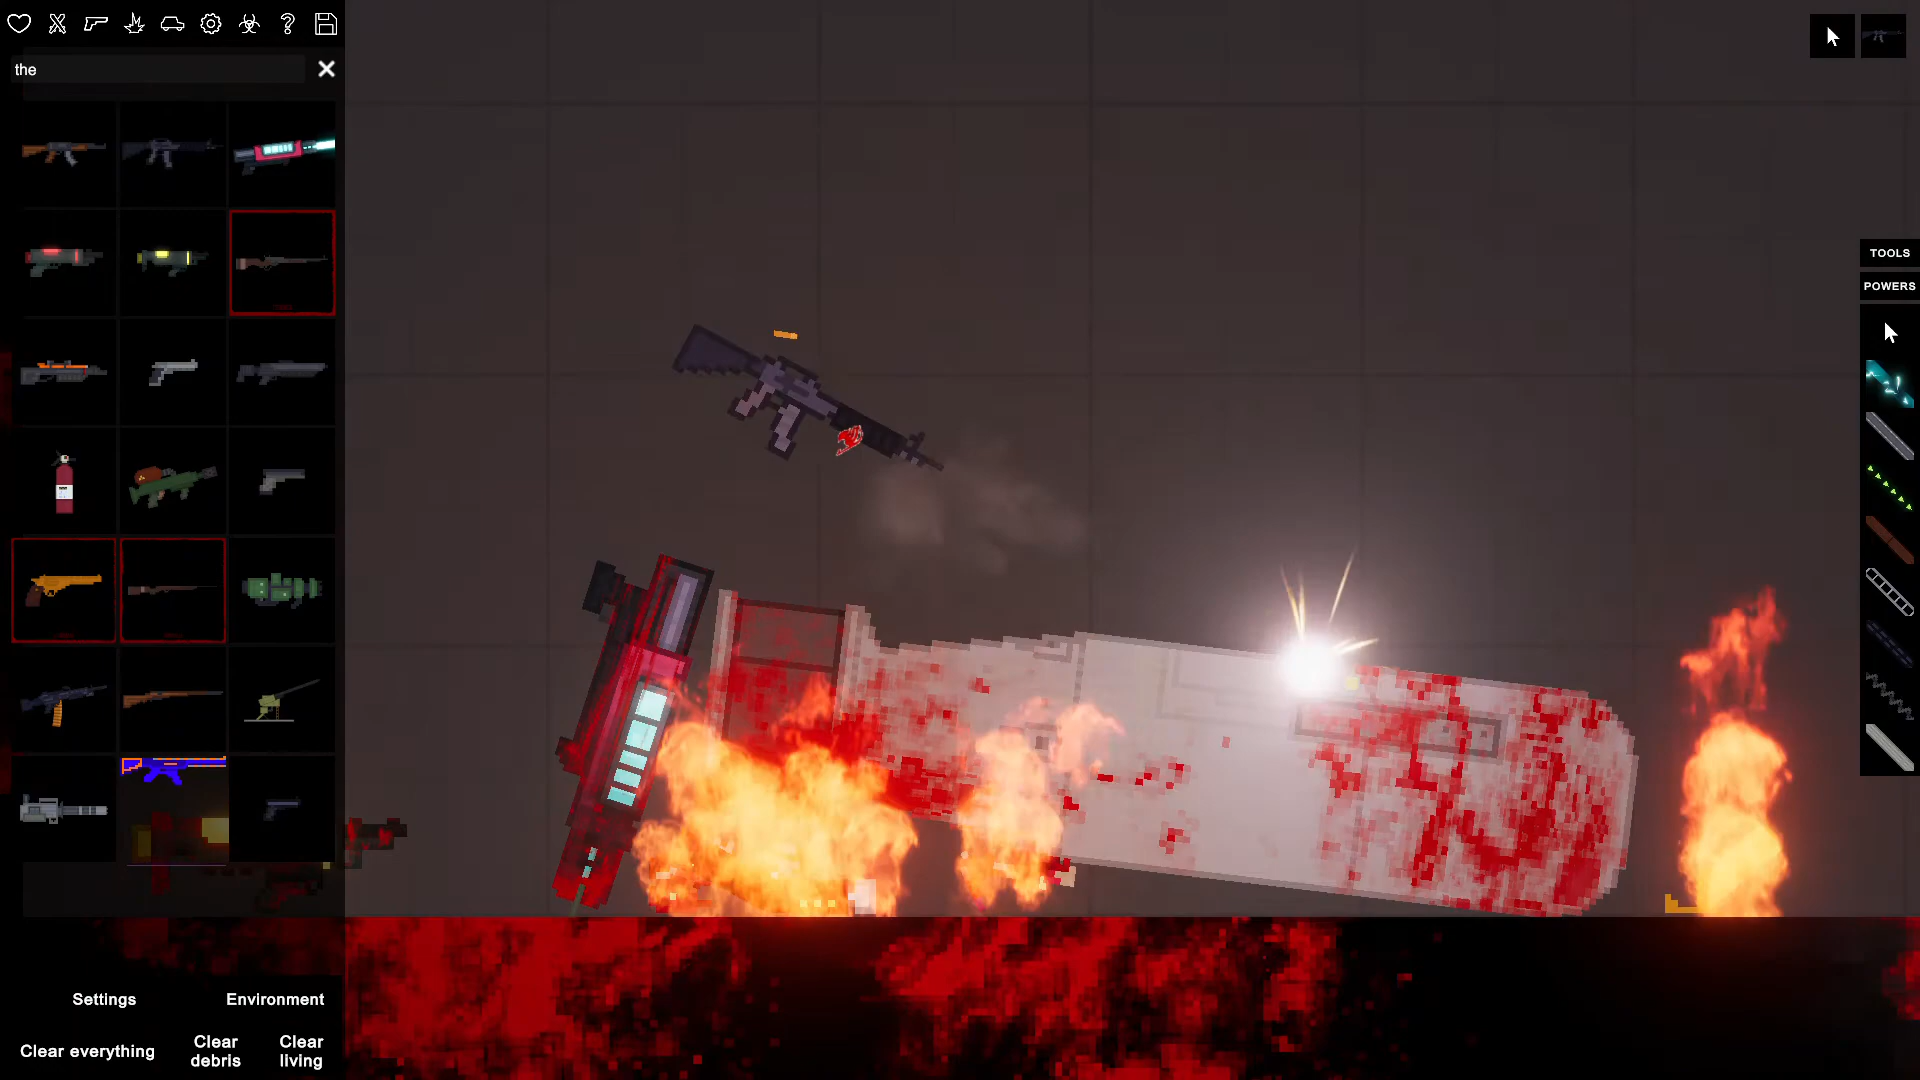 the
TOOLS
POWERS
Settings
Environment
Clear everything
Clear
debris
Clear
living